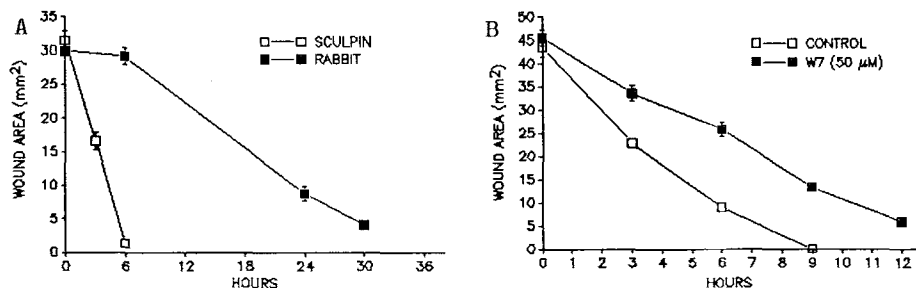 A
WOUND AREA (mm²)
35
30
25
20
15
10
5
0
SCULPIN
RABBIT
0 6 12 18 24 30 36
HOURS
B
WOUND AREA (mm²)
50
45
40
35
30
25
20
15
10
5
0
CONTROL
W7 (50 μM)
0 1 2 3 4 5 6 7 8 9 10 11 12
HOURS